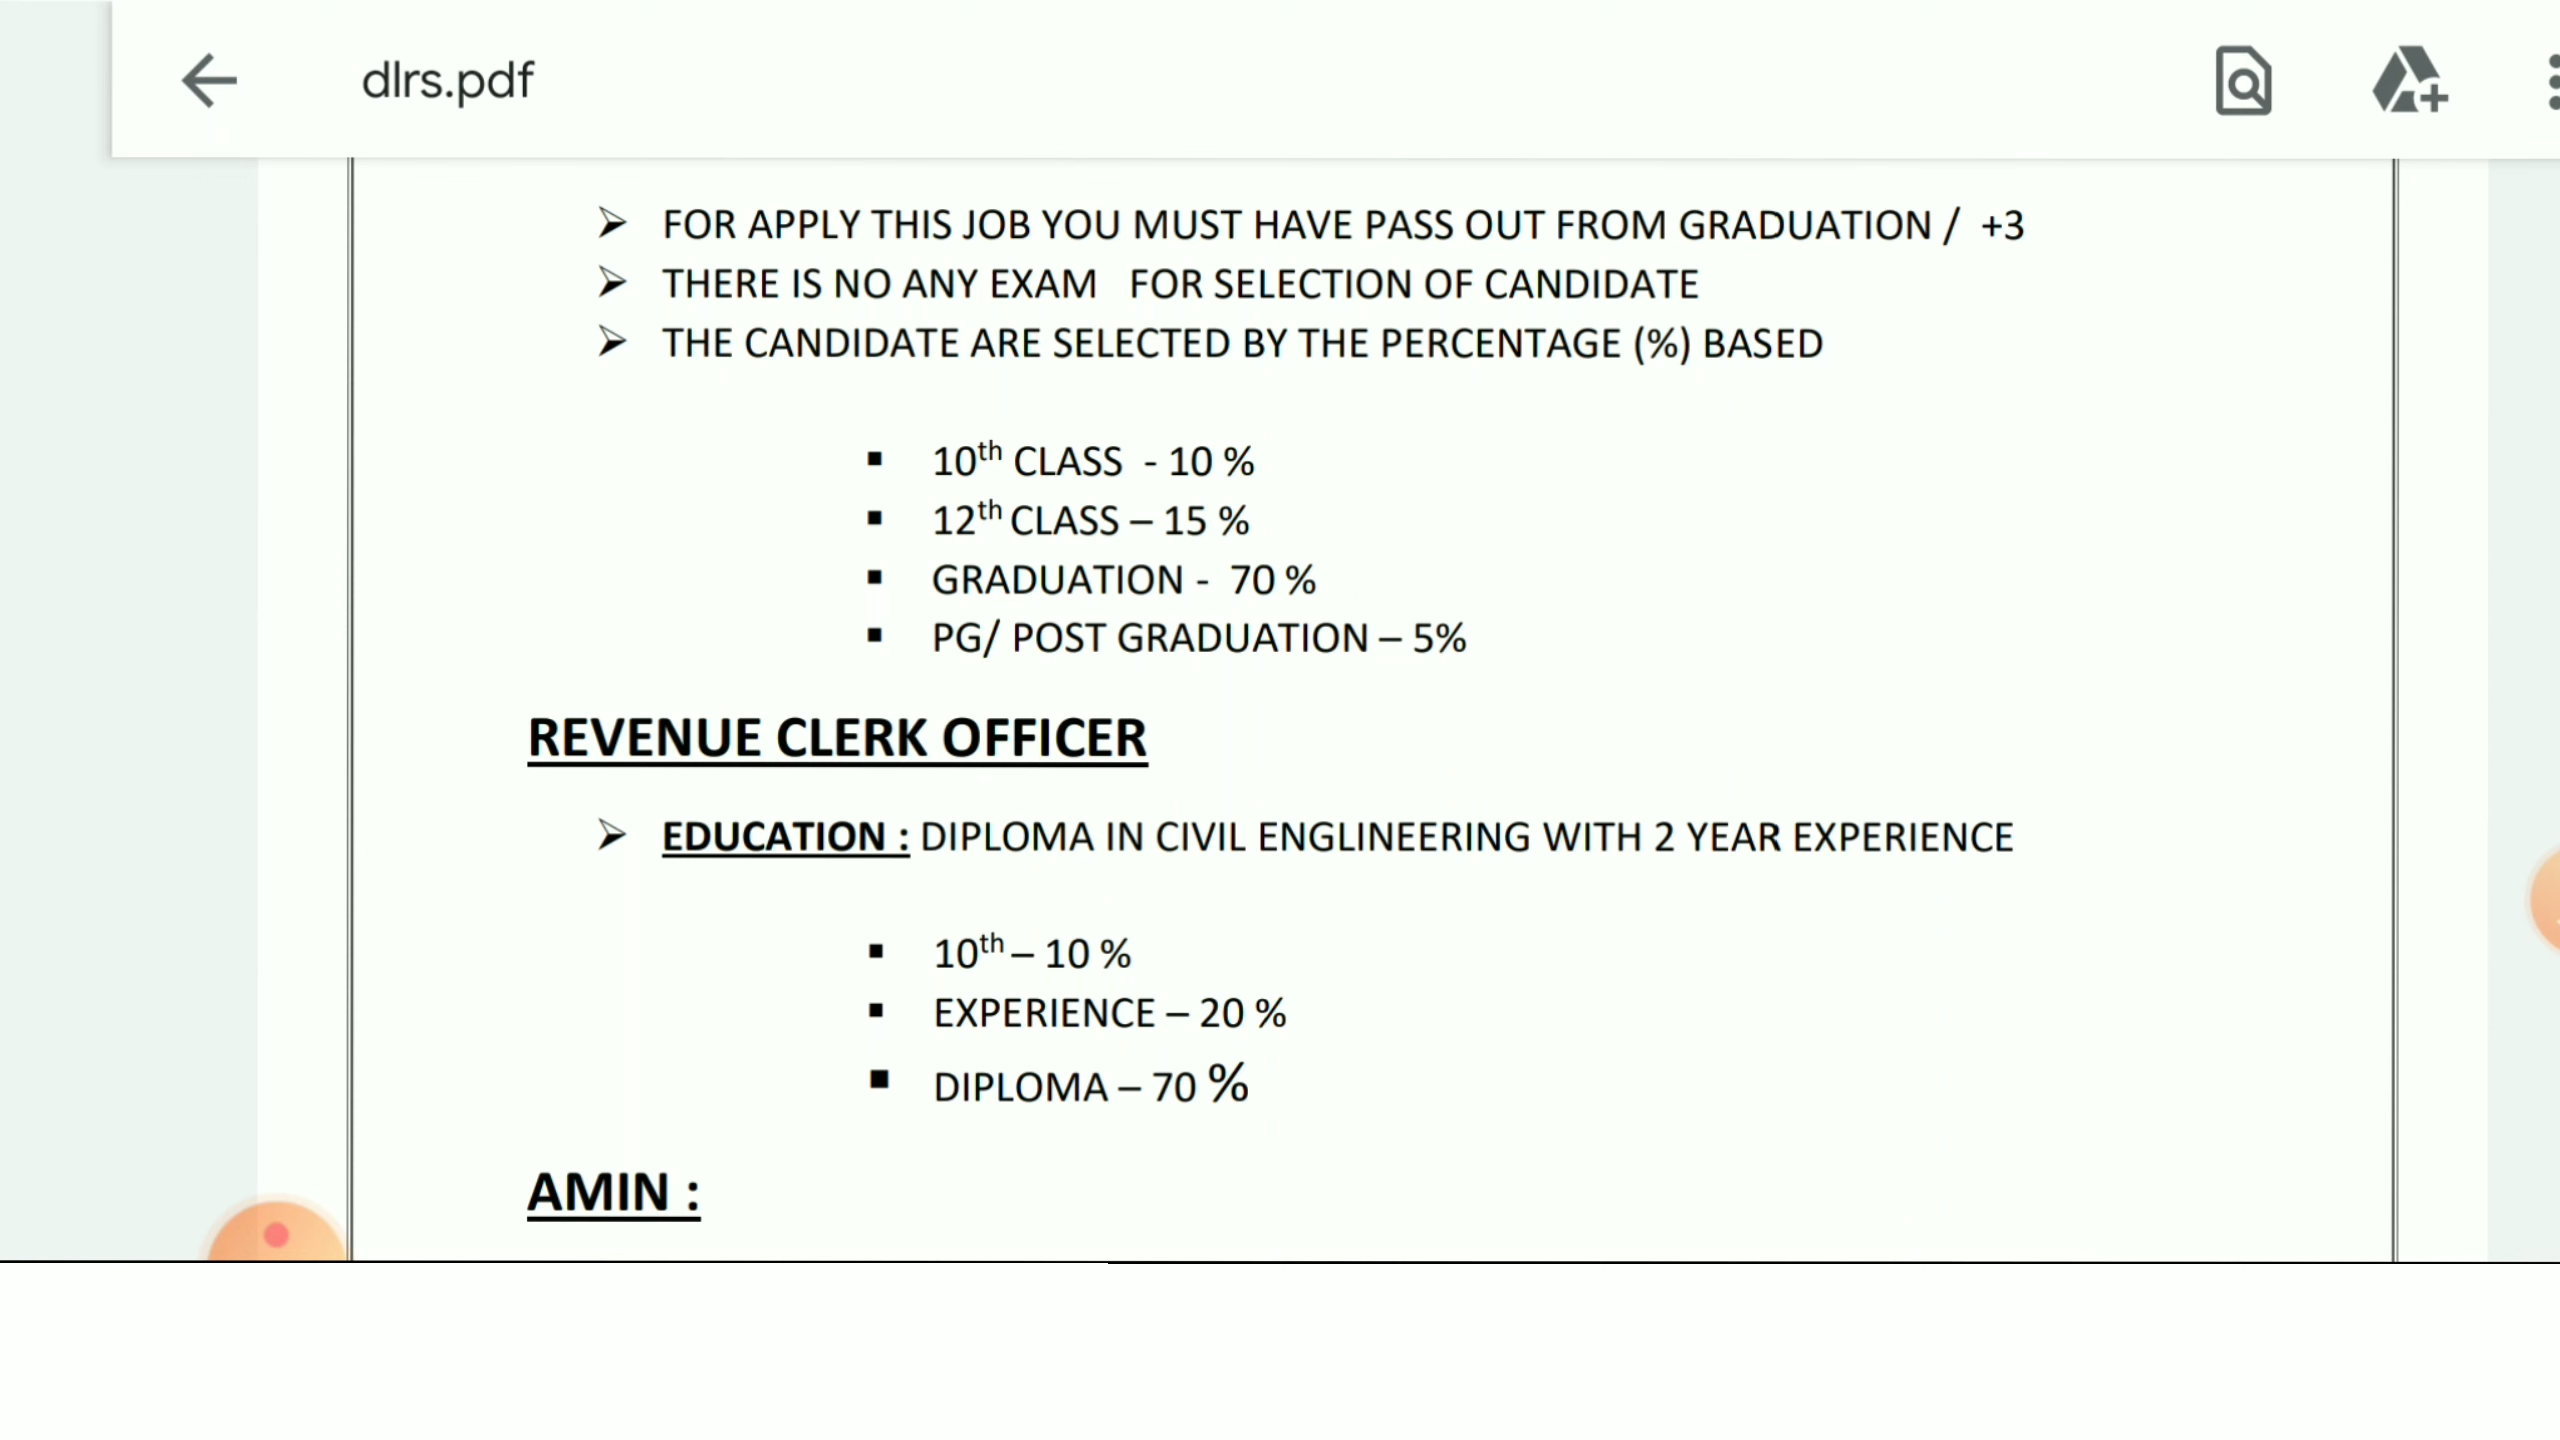 dlrs.pdf
➢ FOR APPLY THIS JOB YOU MUST HAVE PASS OUT FROM GRADUATION / +3
➢ THERE IS NO ANY EXAM FOR SELECTION OF CANDIDATE
➢ THE CANDIDATE ARE SELECTED BY THE PERCENTAGE (%) BASED
▪ 10th CLASS - 10 %
▪ 12th CLASS – 15 %
▪ GRADUATION - 70 %
▪ PG/ POST GRADUATION – 5%
REVENUE CLERK OFFICER
➢ EDUCATION : DIPLOMA IN CIVIL ENGLINEERING WITH 2 YEAR EXPERIENCE
▪ 10th – 10 %
▪ EXPERIENCE – 20 %
▪ DIPLOMA – 70 %
AMIN :